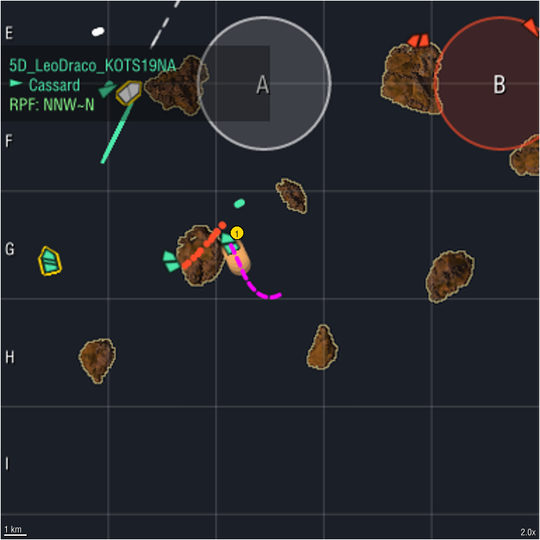 E
5D_LeoDraco_KOTS19NA
Cassard
RPF: NNW~N
A
B
F
G
1
H
I
1 km
2.0x